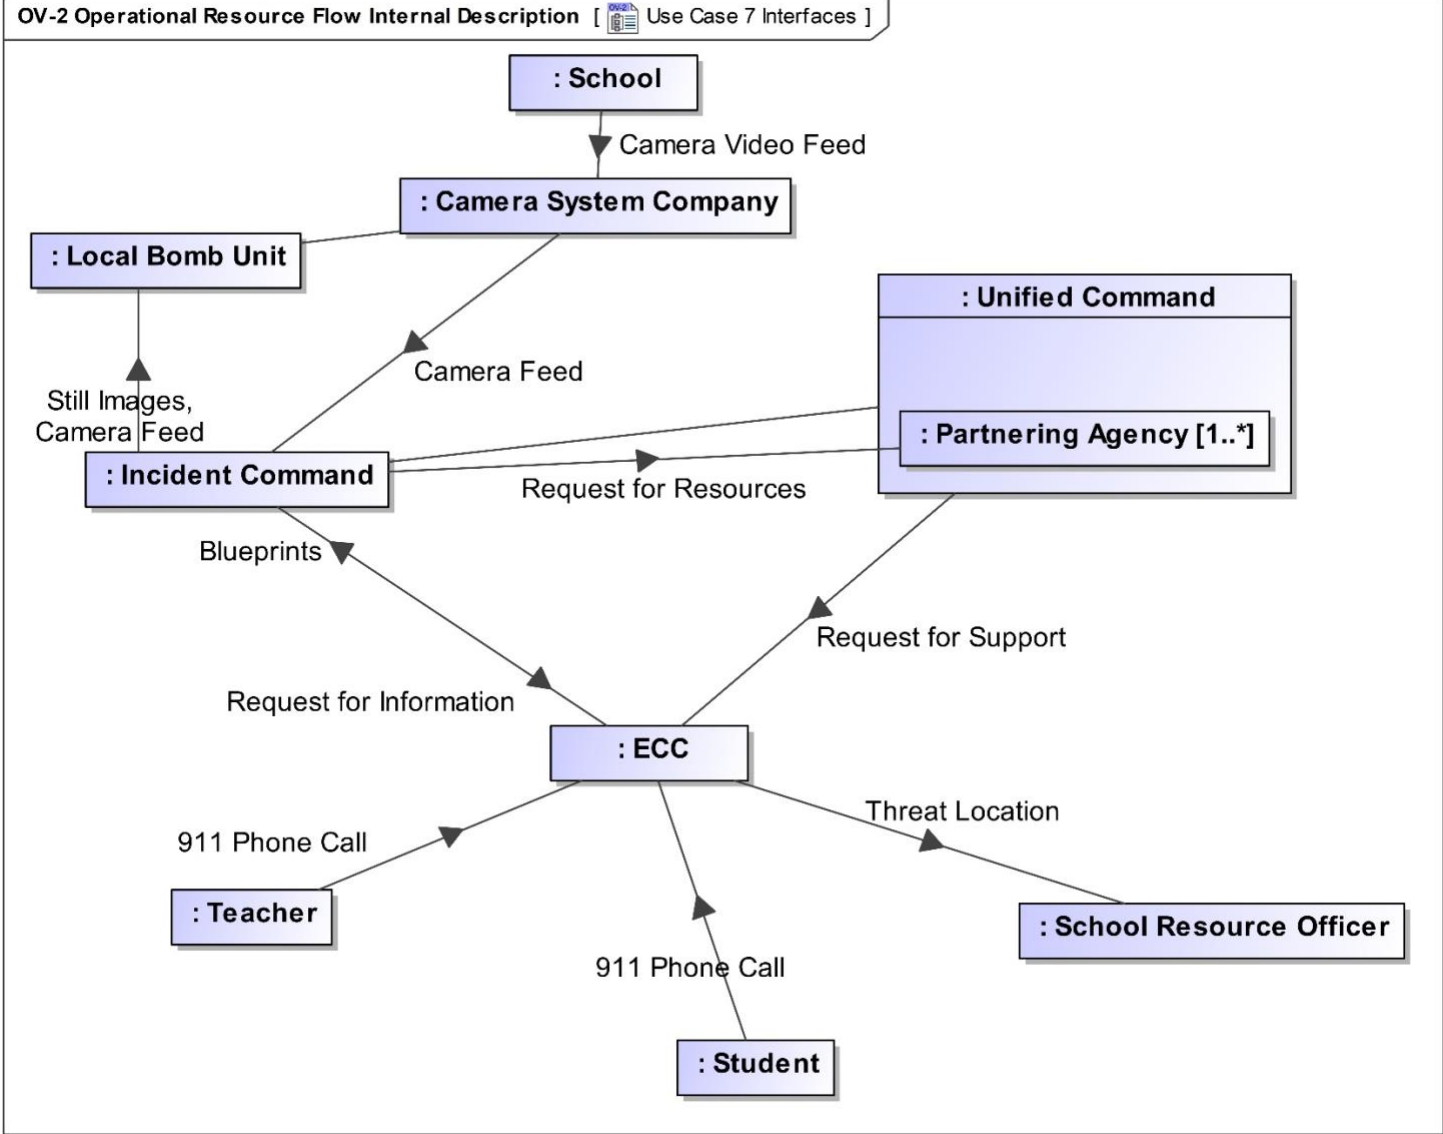 OV-2 Operational Resource Flow Internal Description [ OV-2 Use Case 7 Interfaces ]
: School
Camera Video Feed
: Camera System Company
: Local Bomb Unit
: Unified Command
Camera Feed
Still Images,
Camera Feed
: Partnering Agency [1..*]
: Incident Command
Request for Resources
Blueprints
Request for Support
Request for Information
: ECC
Threat Location
911 Phone Call
: Teacher
: School Resource Officer
911 Phone Call
: Student